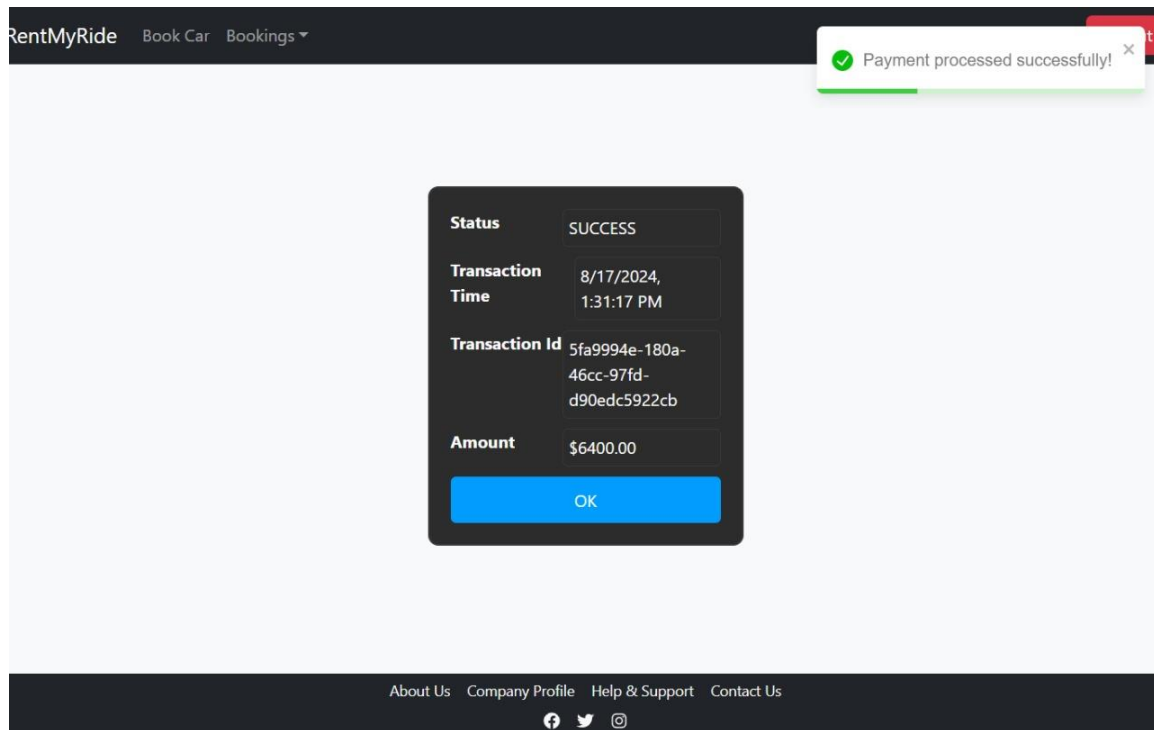 RentMyRide Book Car Bookings
Payment processed successfully!
Status SUCCESS
Transaction
Time
8/17/2024,
1:31:17 PM
Transaction Id
5fa9994e-180a-
46cc-97fd-
d90edc5922cb
Amount $6400.00
OK
About Us Company Profile Help & Support Contact Us